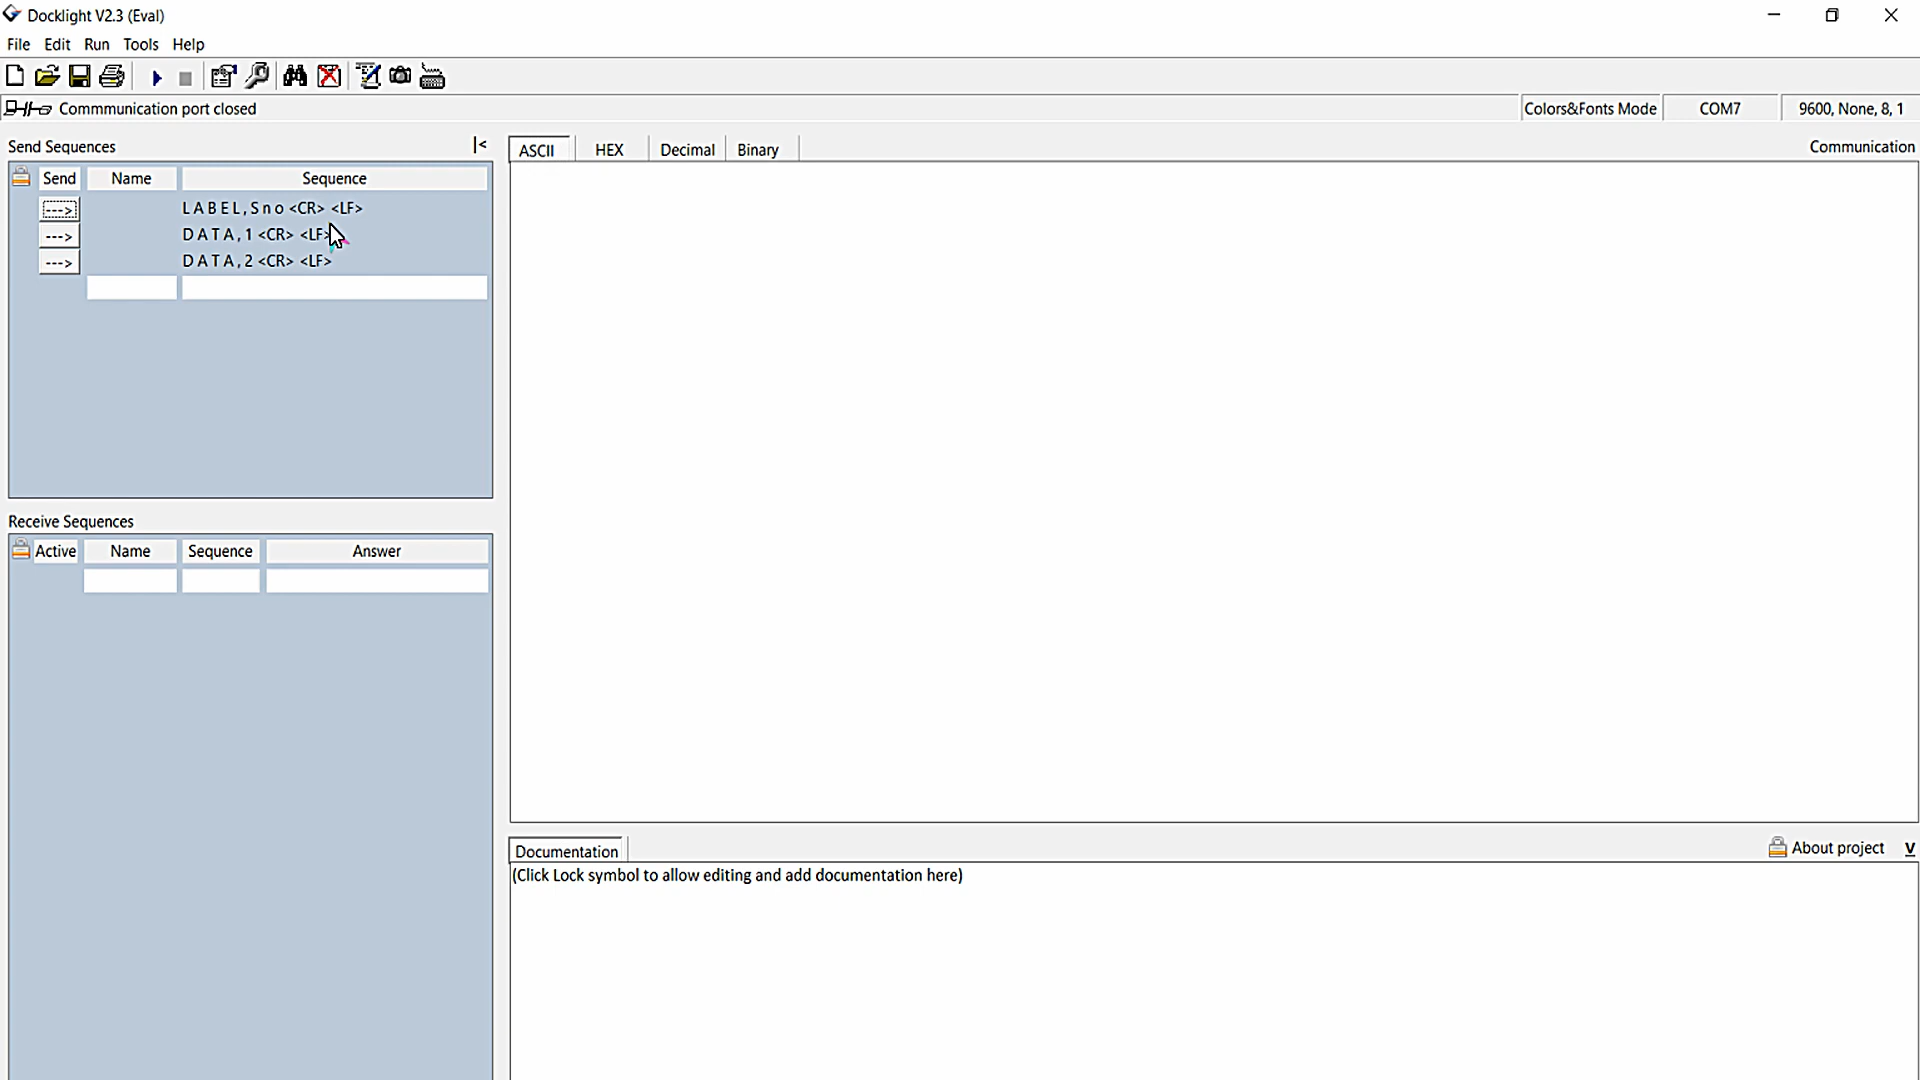 Docklight V2.3 (Eval)
File Edit Run Tools Help
Commmunication port closed
Colors&Fonts Mode COM7 9600, None, 8, 1
Send Sequences |<
ASCII HEX Decimal Binary
Communication
Send Name Sequence
---> LABEL,Sno<CR><LF>
---> DATA,1<CR><LF>
---> DATA,2<CR><LF>
Receive Sequences
Active Name Sequence Answer
Documentation
About project V
(Click Lock symbol to allow editing and add documentation here)